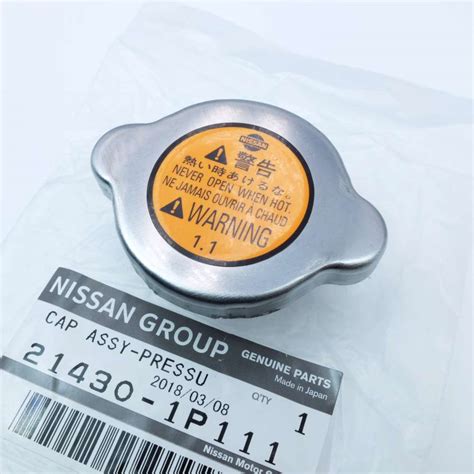 NISSAN
警告
熱い時あけるな。
NEVER OPEN WHEN HOT
NE JAMAIS OUVRIR À CHAUD
WARNING
1.1
NISSAN GROUP
GENUINE PARTS
Made in Japan
CAP ASSY-PRESSU
2018/03/08
QTY
1
21430-1P111
Nissan Motor